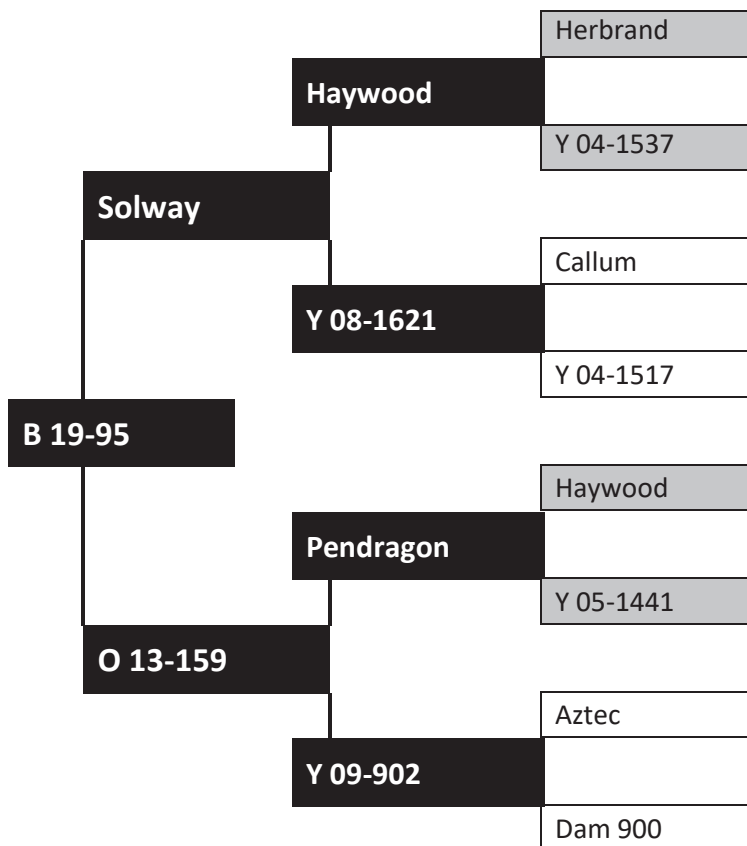 Herbrand
Haywood
Y 04-1537
Solway
Callum
Y 08-1621
Y 04-1517
B 19-95
Haywood
Pendragon
Y 05-1441
O 13-159
Aztec
Y 09-902
Dam 900